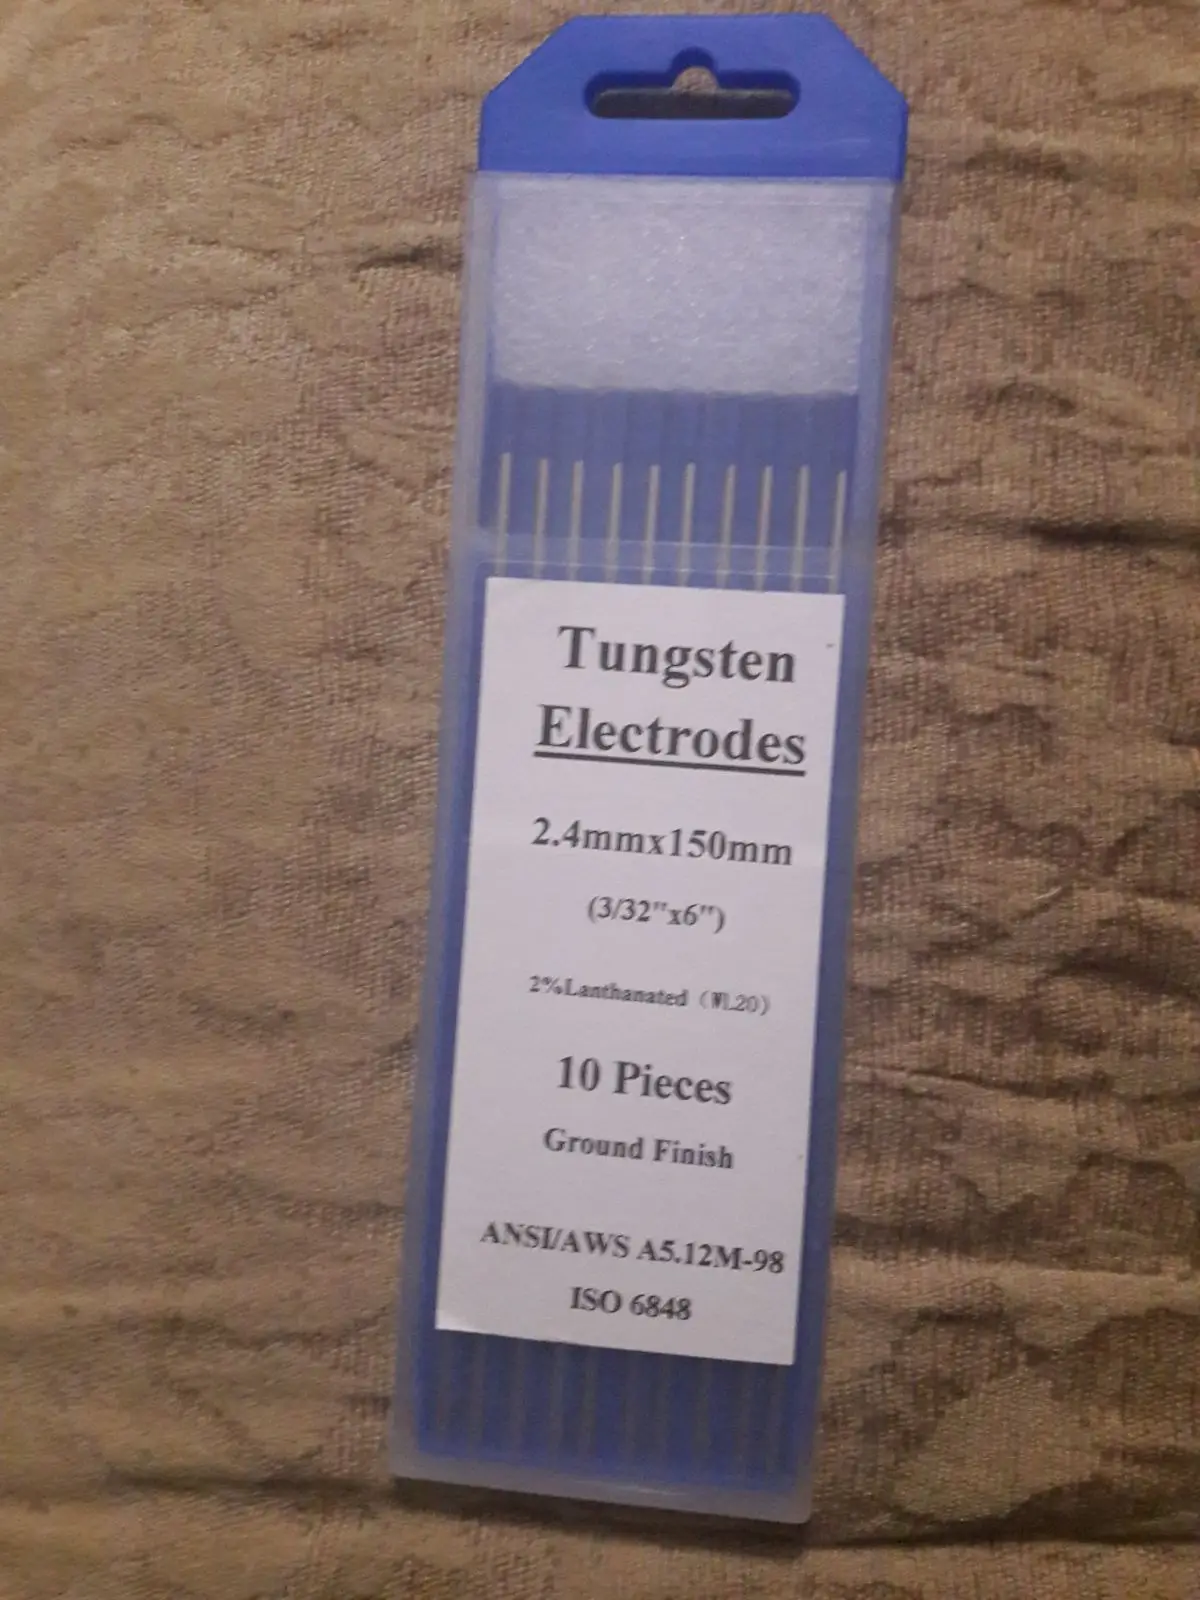 Tungsten
Electrodes
2.4mmx150mm
(3/32"x6")
2%Lanthanated (WL20)
10 Pieces
Ground Finish
ANSI/AWS A5.12M-98
ISO 6848